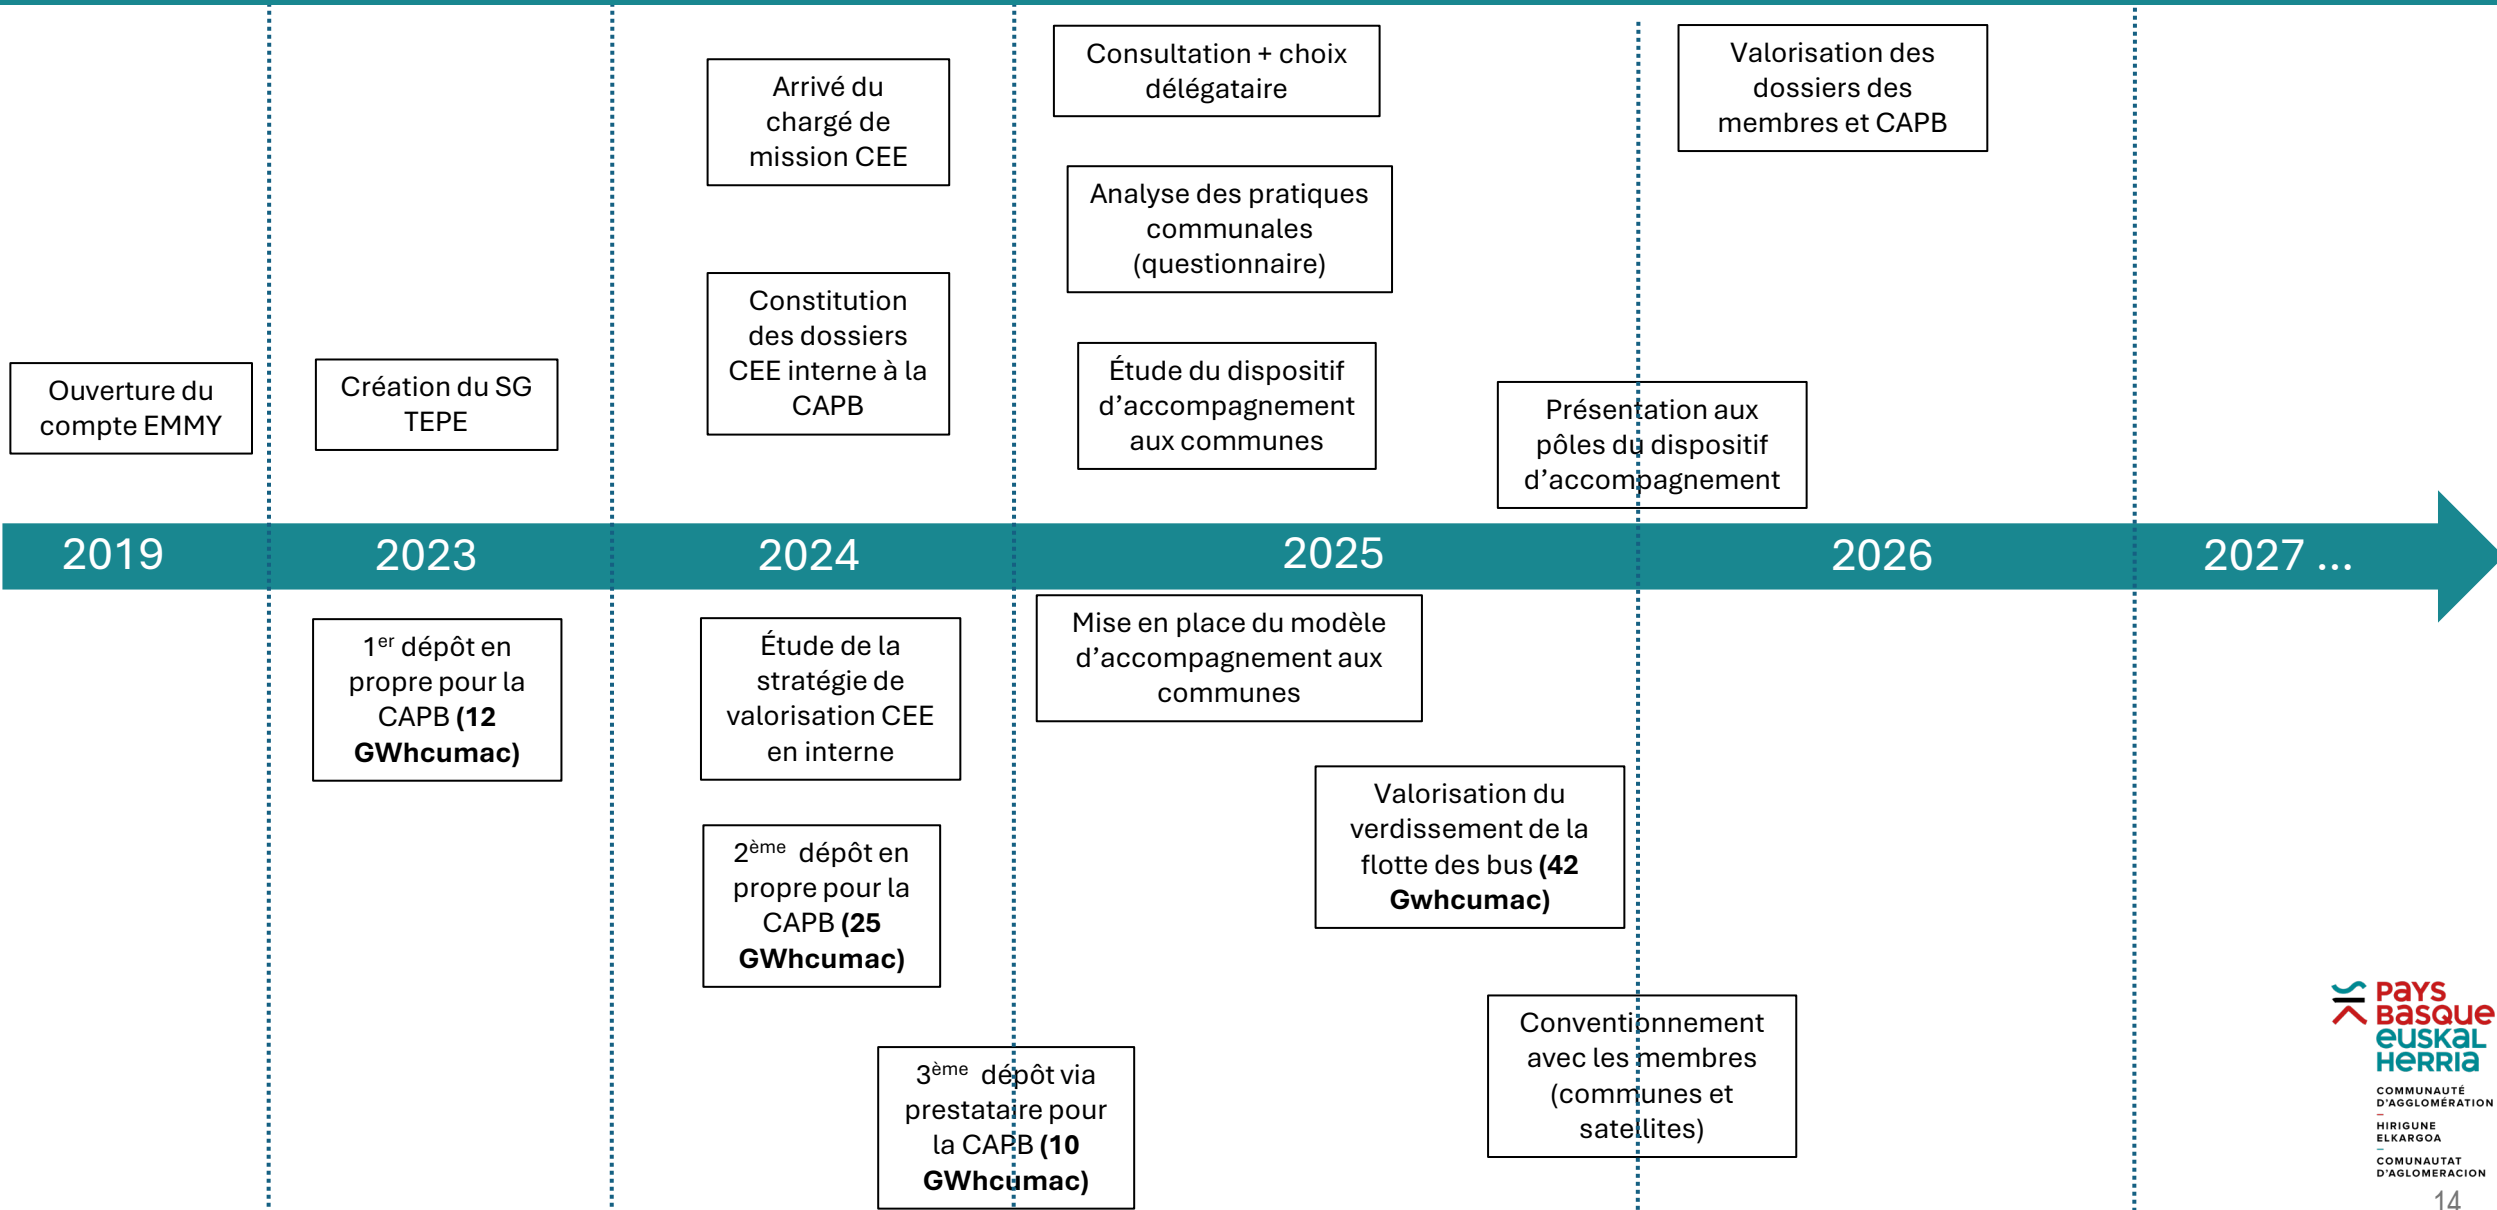 Ouverture du
compte EMMY
Création du SG
TEPE
Arrivé du
chargé de
mission CEE
Constitution
des dossiers
CEE interne à la
CAPB
Consultation + choix
délégataire
Analyse des pratiques
communales
(questionnaire)
Étude du dispositif
d’accompagnement
aux communes
Présentation aux
pôles du dispositif
d’accompagnement
Valorisation des
dossiers des
membres et CAPB
2019
2023
2024
2025
2026
2027 ...
1er dépôt en
propre pour la
CAPB (12
GWhcumac)
Étude de la
stratégie de
valorisation CEE
en interne
2ème dépôt en
propre pour la
CAPB (25
GWhcumac)
3ème dépôt via
prestataire pour
la CAPB (10
GWhcumac)
Mise en place du modèle
d’accompagnement aux
communes
Valorisation du
verdissement de la
flotte des bus (42
Gwhcumac)
Conventionnement
avec les membres
(communes et
satellites)
PAYS
BASQUE
EUSKAL
HERRIA
COMMUNAUTÉ
D'AGGLOMÉRATION
HIRIGUNE
ELKARGOA
COMUNAUTAT
D'AGLOMERACION
14